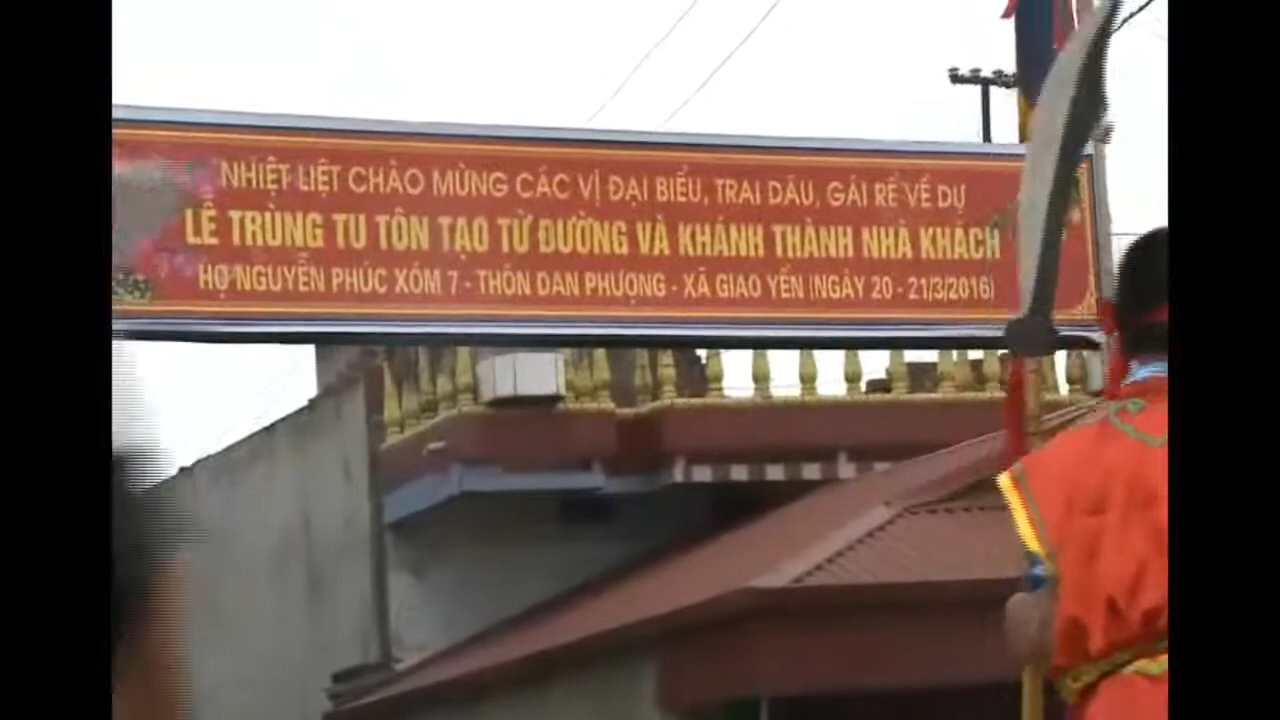 NHIỆT LIỆT CHÀO MỪNG CÁC VỊ ĐẠI BIỂU, TRAI DÂU, GÁI RỂ VỀ DỰ
LỄ TRÙNG TU TÔN TẠO TỪ ĐƯỜNG VÀ KHÁNH THÀNH NHÀ KHÁCH
HỌ NGUYỄN PHÚC XÓM 7 - THÔN DAN PHƯỢNG - XÃ GIAO YẾN (NGÀY 20 - 21/3/2016)